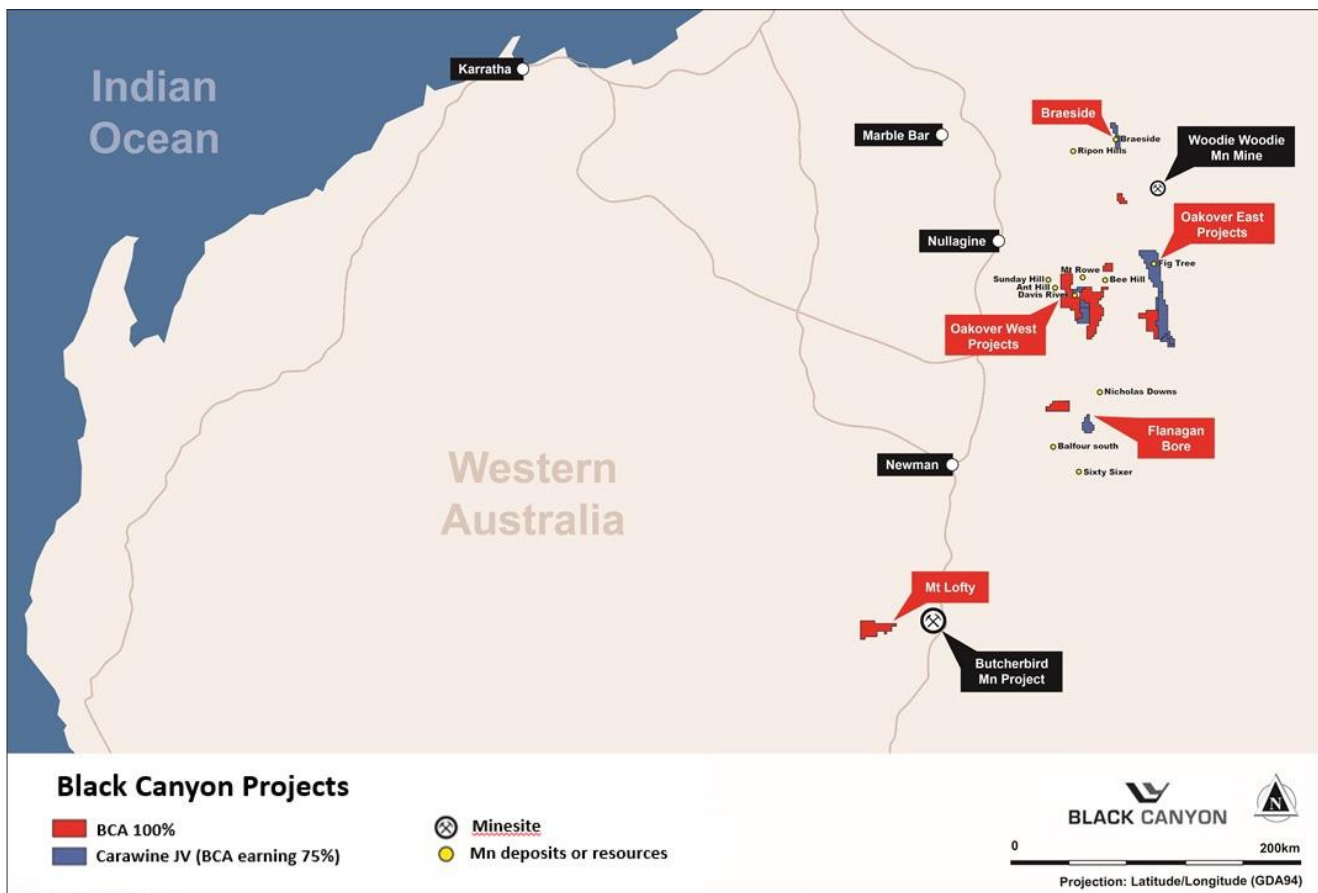 Indian
Ocean
Karratha
Marble Bar
Braeside
Braeside
Ripon Hills
Woodie Woodie
Mn Mine
Nullagine
Oakover East
Projects
Fig Tree
Mt Rowe
Sunday Hill
Bee Hill
Ant Hill
Davis River
Oakover West
Projects
Nicholas Downs
Flanagan
Bore
Balfour south
Newman
Sixty Sixer
Western
Australia
Mt Lofty
Butcherbird
Mn Project
Black Canyon Projects
BCA 100%
Carawine JV (BCA earning 75%)
Minesite
Mn deposits or resources
BLACK CANYON
N
0 200km
Projection: Latitude/Longitude (GDA94)